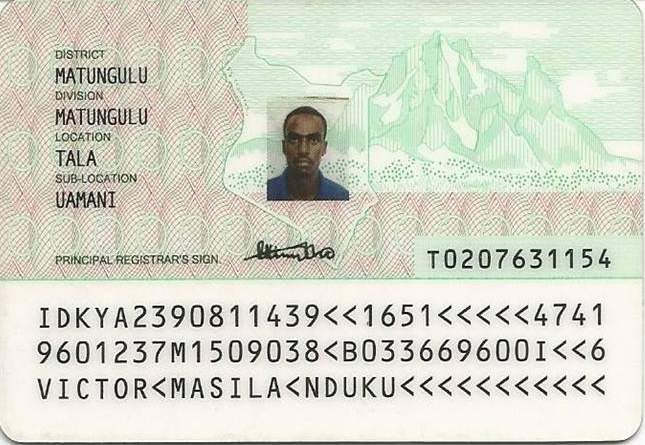 DISTRICT
MATUNGULU
DIVISION
MATUNGULU
LOCATION
TALA
SUB-LOCATION
UAMANI
PRINCIPAL REGISTRAR'S SIGN.
T0207631154
IDKYA2390811439<<1651<<<<<4741
9601237M1509038<B033669600I<<6
VICTOR<MASILA<NDUKU<<<<<<<<<<<